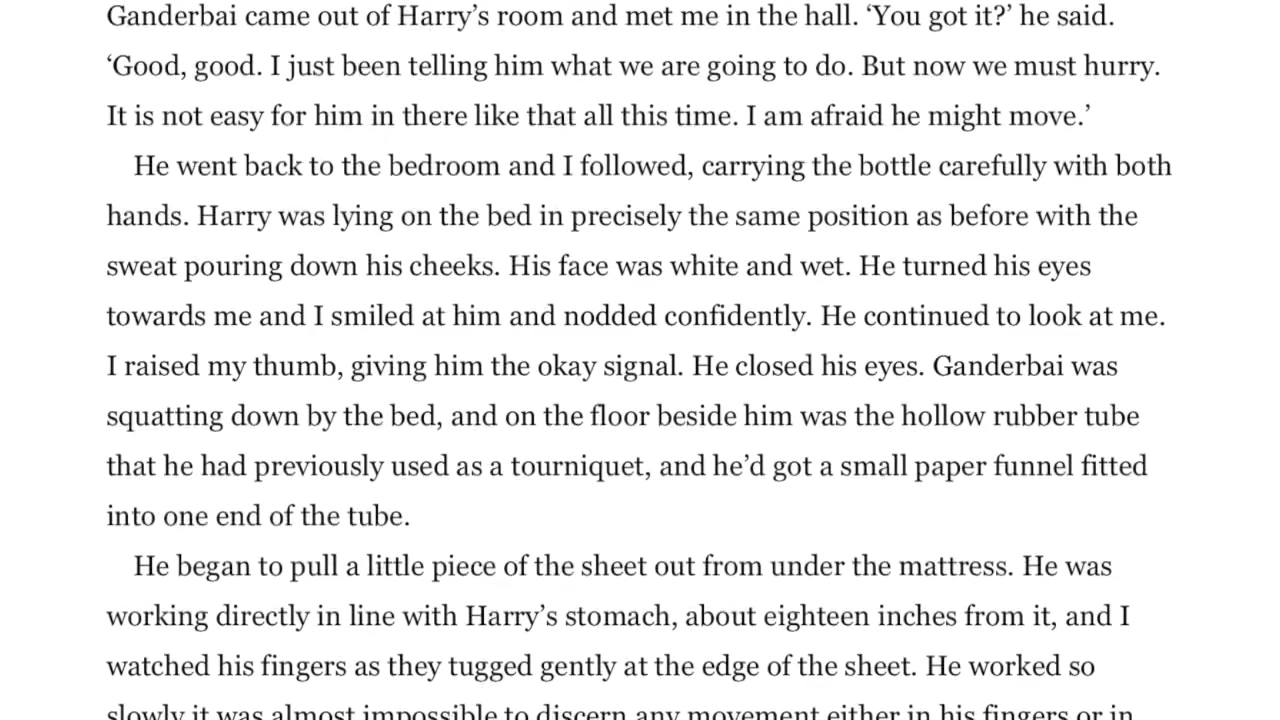 Ganderbai came out of Harry’s room and met me in the hall. ‘You got it?’ he said.
‘Good, good. I just been telling him what we are going to do. But now we must hurry.
It is not easy for him in there like that all this time. I am afraid he might move.’
He went back to the bedroom and I followed, carrying the bottle carefully with both
hands. Harry was lying on the bed in precisely the same position as before with the
sweat pouring down his cheeks. His face was white and wet. He turned his eyes
towards me and I smiled at him and nodded confidently. He continued to look at me.
I raised my thumb, giving him the okay signal. He closed his eyes. Ganderbai was
squatting down by the bed, and on the floor beside him was the hollow rubber tube
that he had previously used as a tourniquet, and he’d got a small paper funnel fitted
into one end of the tube.
He began to pull a little piece of the sheet out from under the mattress. He was
working directly in line with Harry’s stomach, about eighteen inches from it, and I
watched his fingers as they tugged gently at the edge of the sheet. He worked so
slowly it was almost impossible to discern any movement either in his fingers or in